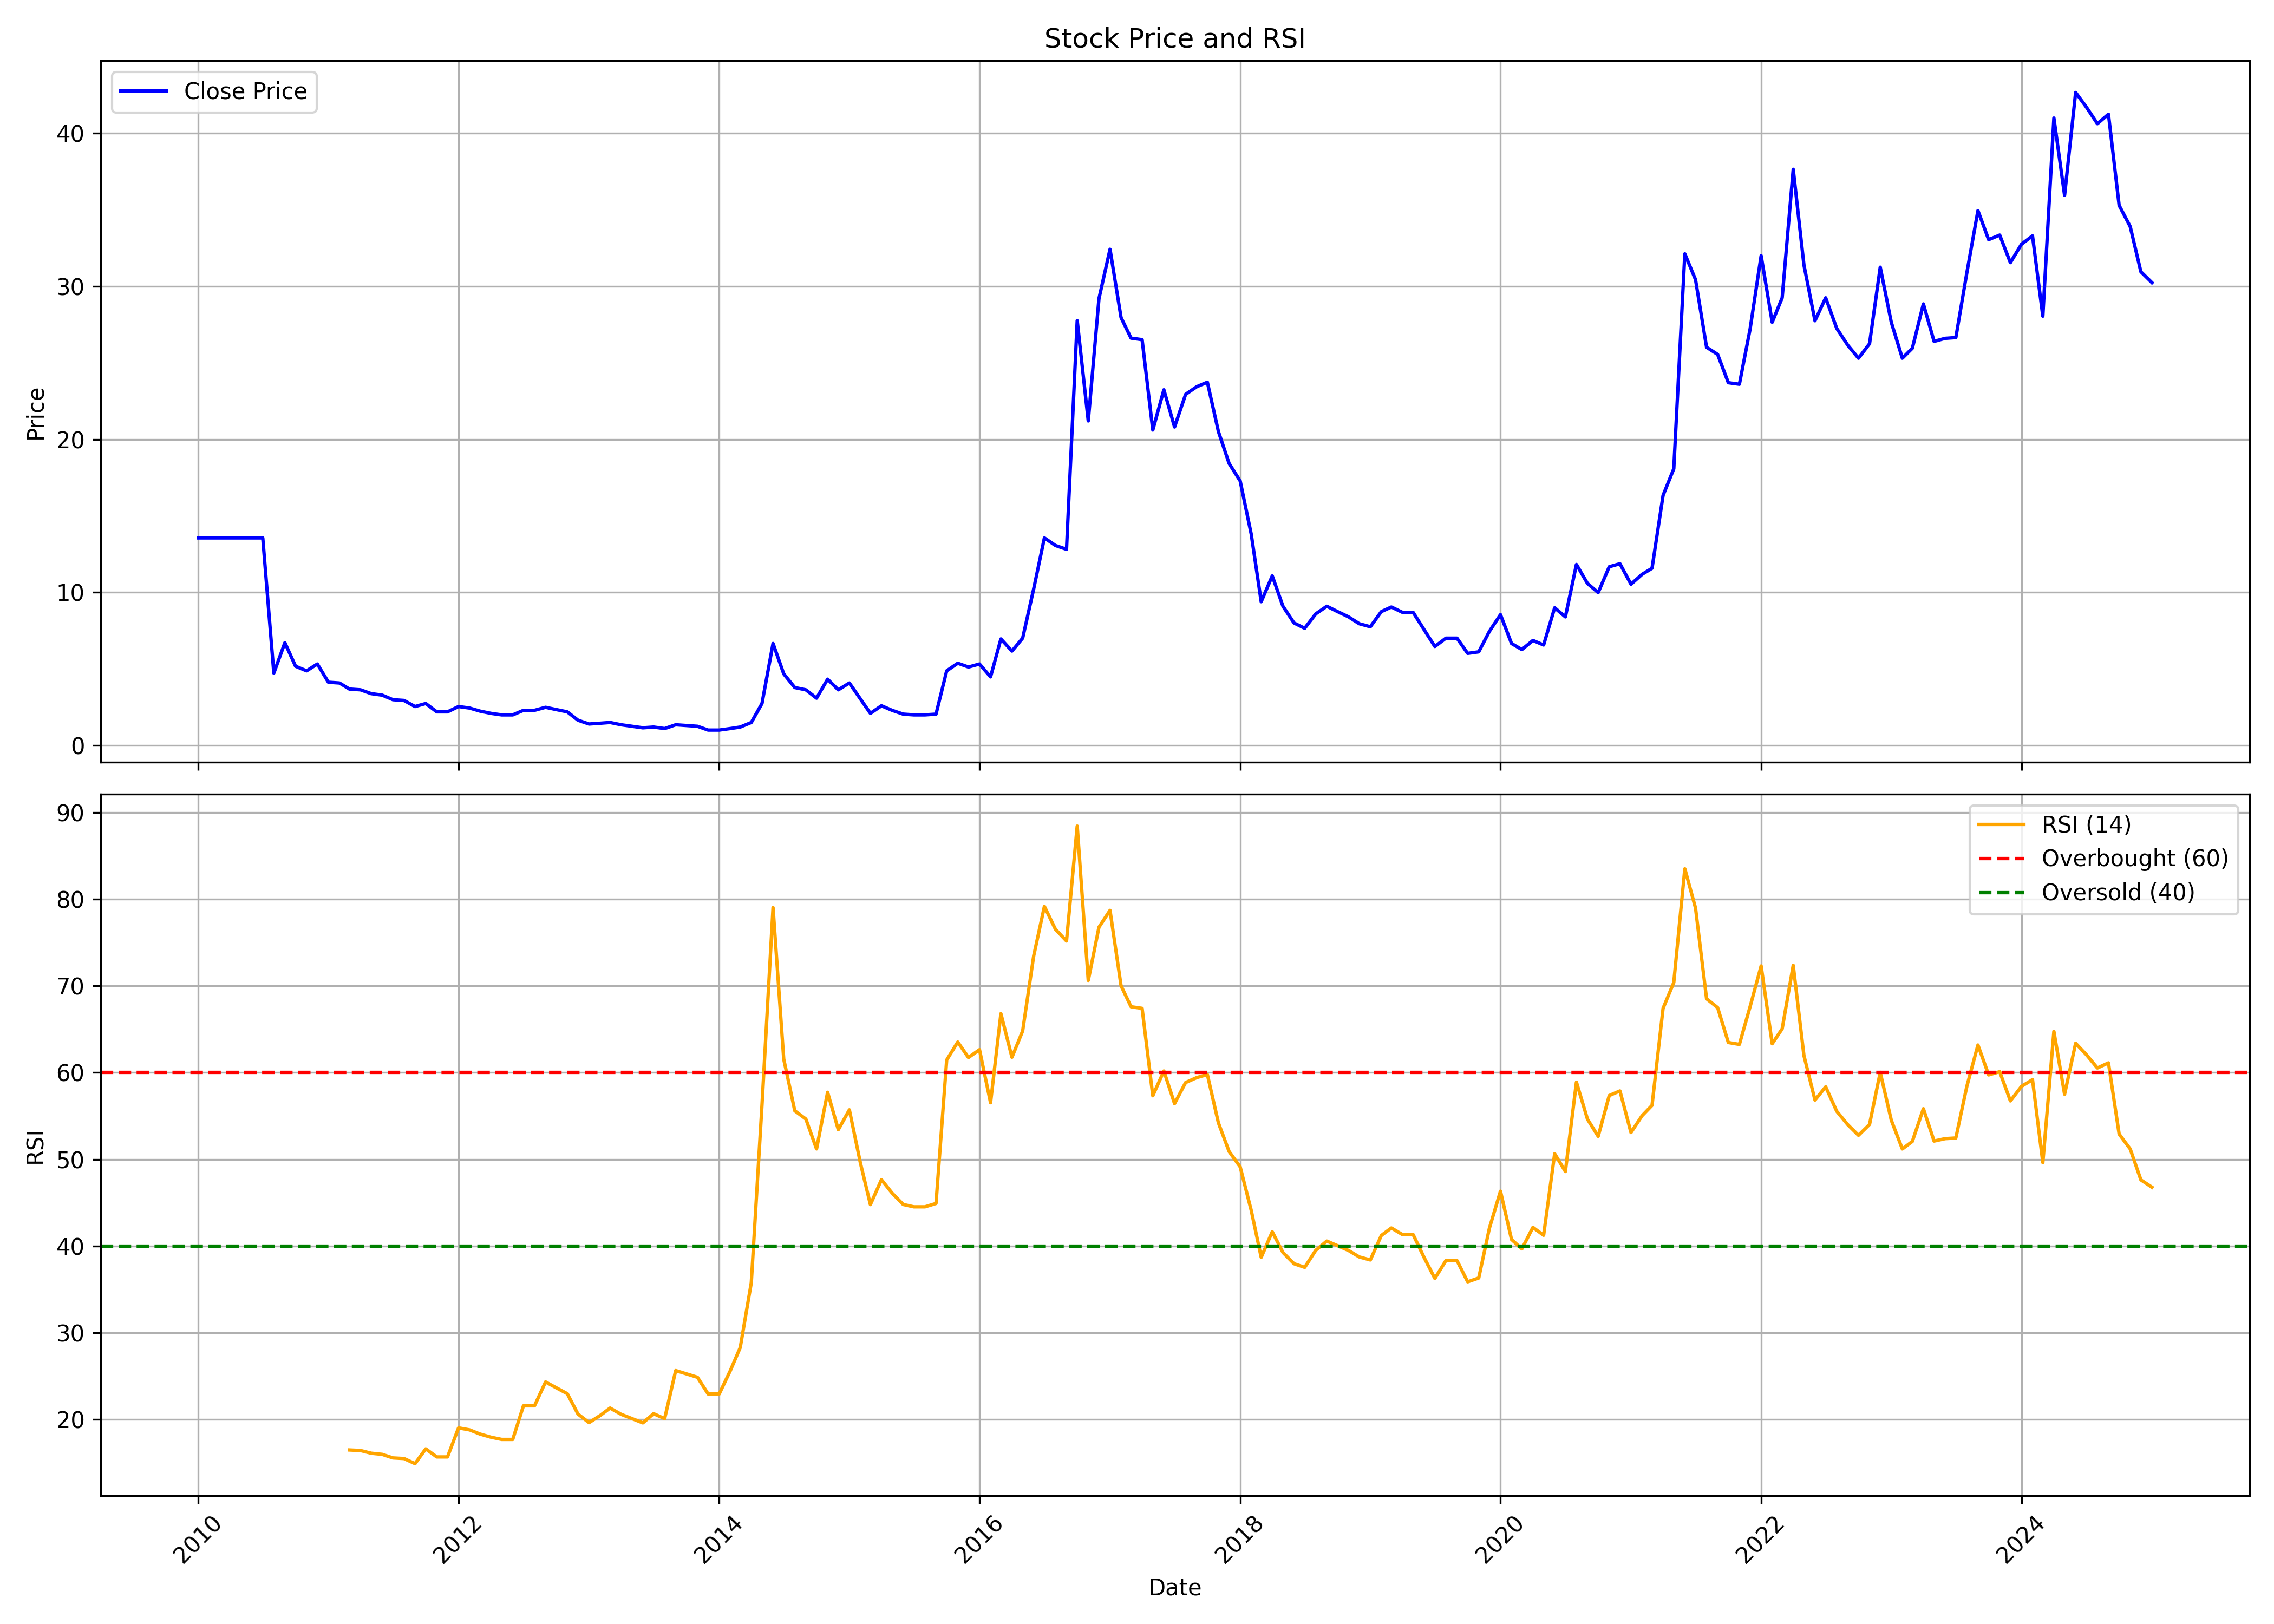 Stock Price and RSI
Close Price
40
30
20
10
0
Price
90
80
70
60
50
40
30
20
RSI
RSI (14)
Overbought (60)
Oversold (40)
2010
2012
2014
2016
2018
2020
2022
2024
Date